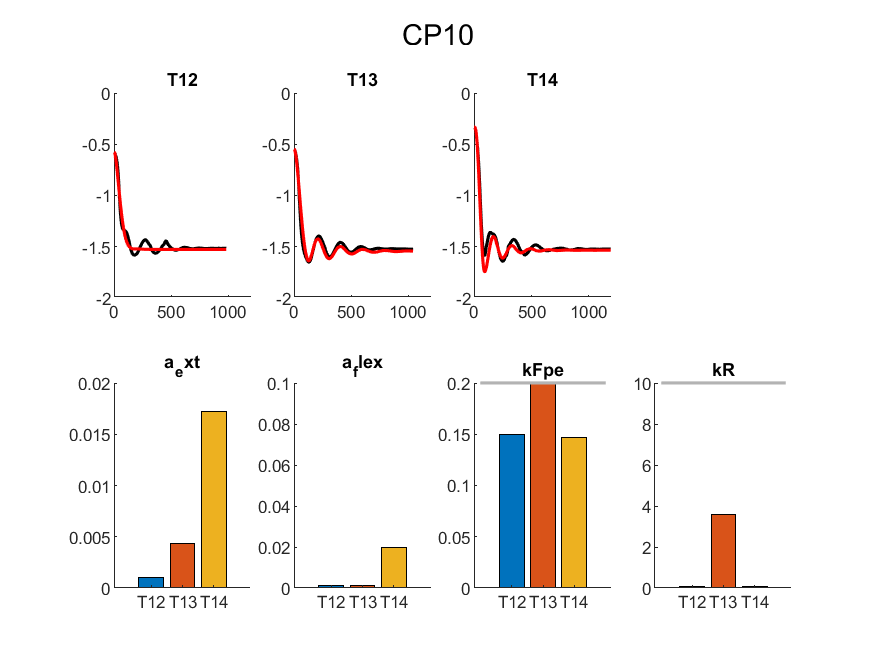 CP10
T12 T13 T14
0 0 0
-0.5 -0.5 -0.5
-1 -1 -1
-1.5 -1.5 -1.5
-2 -2 -2
0 500 1000 0 500 1000 0 500 1000
a_ext a_flex kFpe kR
0.02 0.1 0.2 10
0.015 0.08 0.15 8
0.01 0.06 0.1 6
0.005 0.04 0.05 4
0 0.02 0 2
0 0
T12 T13 T14 T12 T13 T14 T12 T13 T14 T12 T13 T14